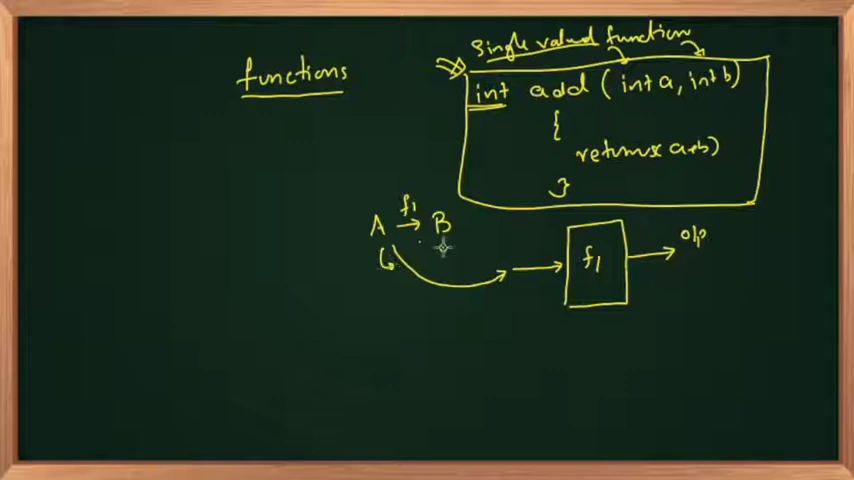 Single valued function
functions
int add (int a, int b)
{
return(a+b)
}
A f1→ B
f1
o/p